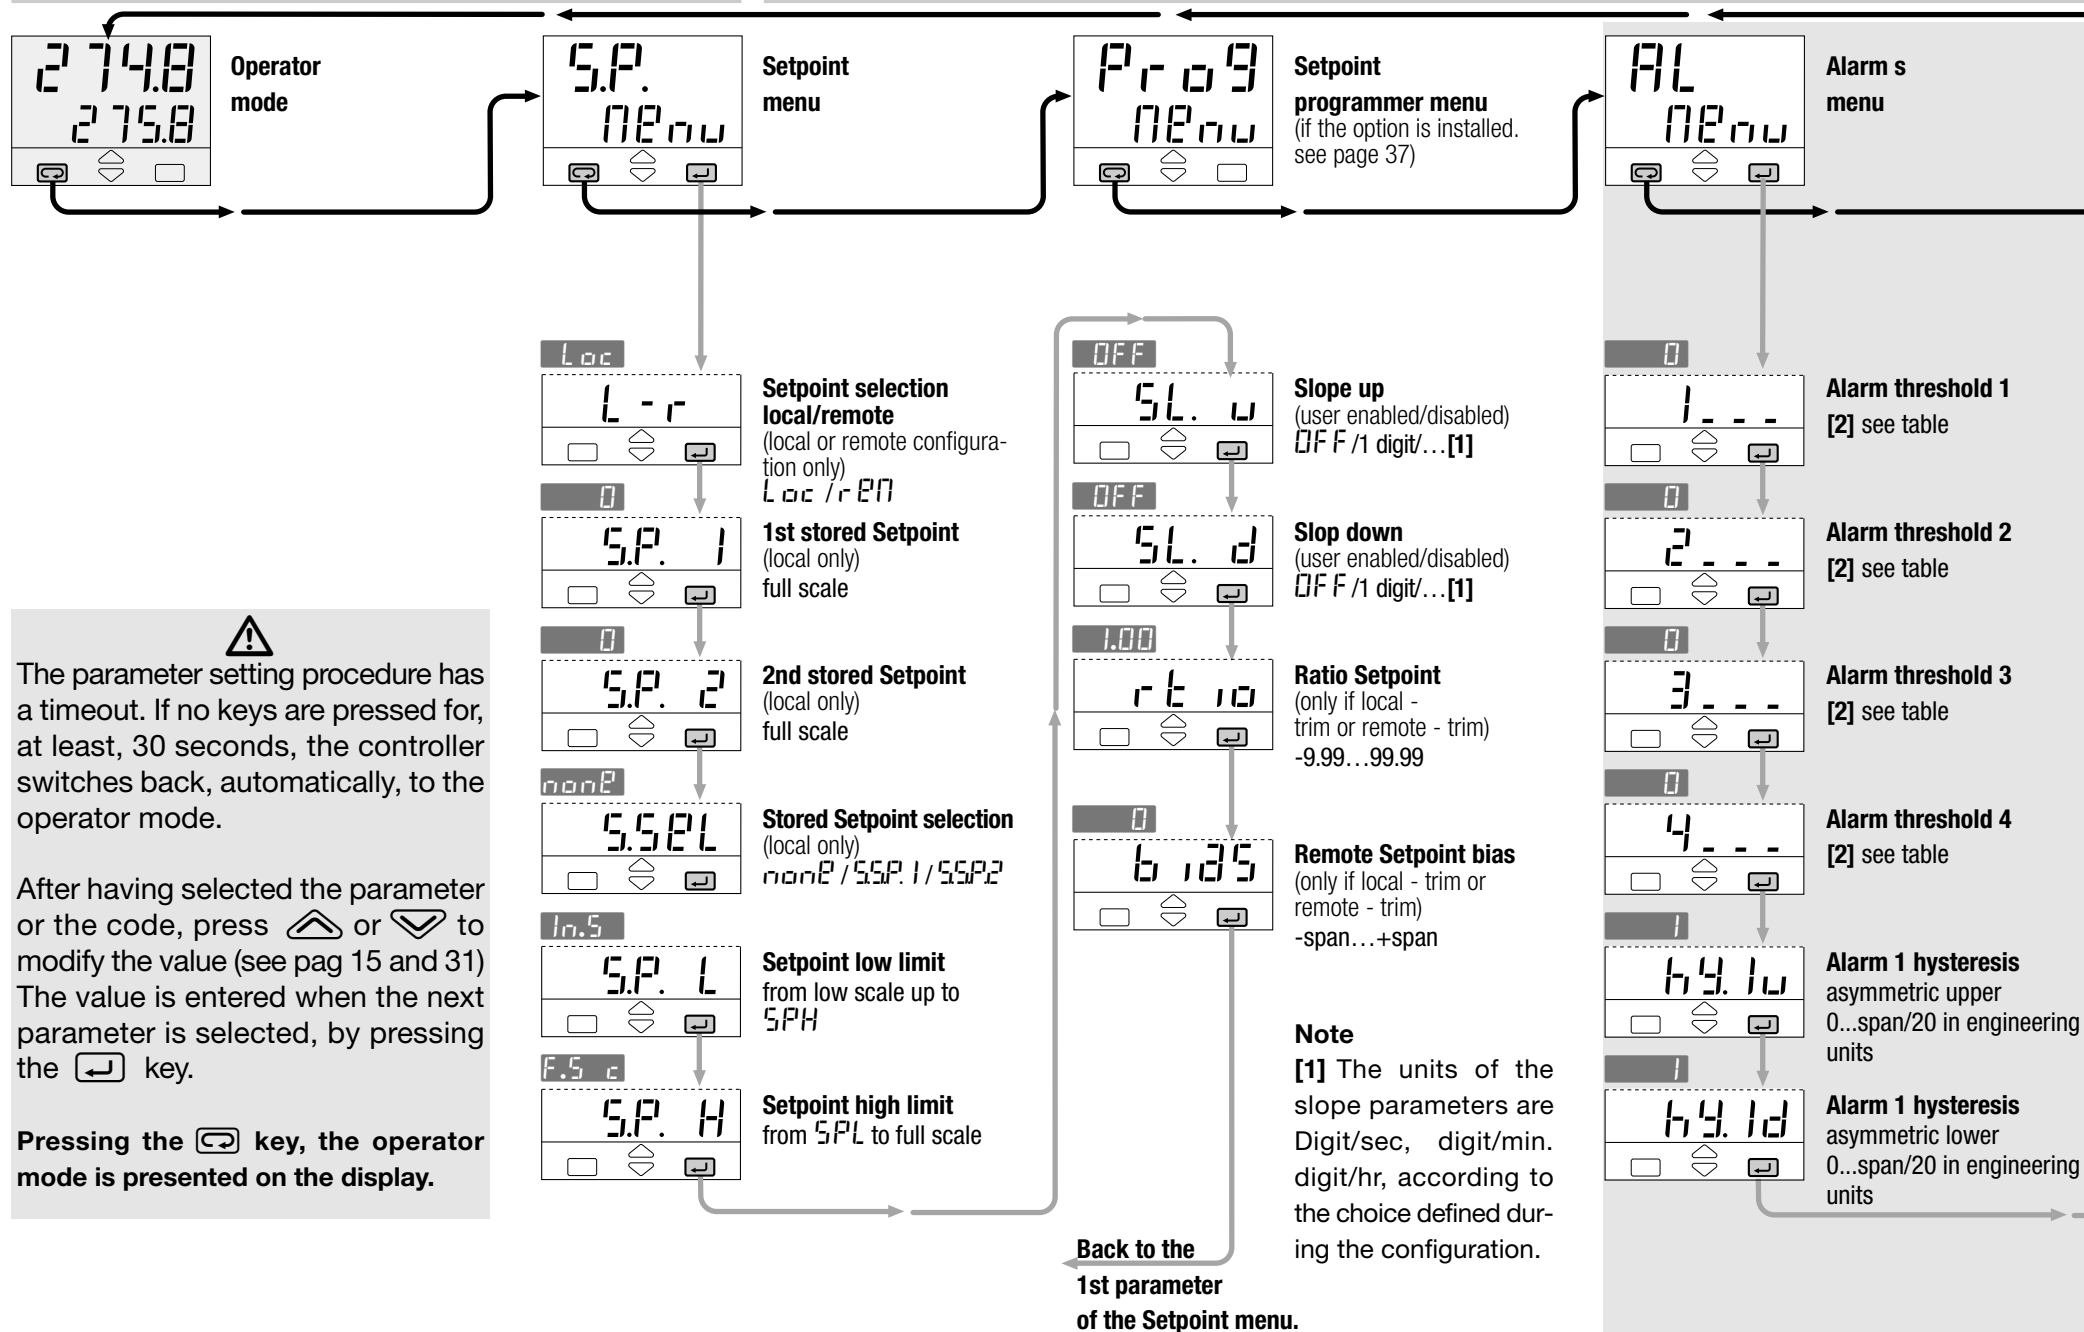 274.8
275.8
Operator
mode
S.P.
MEnu
Setpoint
menu
Prog
MEnu
Setpoint
programmer menu
(if the option is installed.
see page 37)
AL
MEnu
Alarm s
menu
⚠
The parameter setting procedure has
a timeout. If no keys are pressed for,
at least, 30 seconds, the controller
switches back, automatically, to the
operator mode.
After having selected the parameter
or the code, press or to
modify the value (see pag 15 and 31)
The value is entered when the next
parameter is selected, by pressing
the key.
Pressing the key, the operator
mode is presented on the display.
Loc
L-r
Setpoint selection
local/remote
(local or remote configura-
tion only)
Loc /rEM
0
S.P. 1
1st stored Setpoint
(local only)
full scale
0
S.P. 2
2nd stored Setpoint
(local only)
full scale
nonE
S.SEL
Stored Setpoint selection
(local only)
nonE / S.S.P. 1 / S.S.P.2
In.S
S.P. L
Setpoint low limit
from low scale up to
SPH
F.S c
S.P. H
Setpoint high limit
from SPL to full scale
OFF
SL. u
Slope up
(user enabled/disabled)
OFF /1 digit/…[1]
OFF
SL. d
Slop down
(user enabled/disabled)
OFF /1 digit/…[1]
1.00
rtio
Ratio Setpoint
(only if local -
trim or remote - trim)
-9.99…99.99
0
biaS
Remote Setpoint bias
(only if local - trim or
remote - trim)
-span…+span
Note
[1] The units of the
slope parameters are
Digit/sec, digit/min.
digit/hr, according to
the choice defined dur-
ing the configuration.
Back to the
1st parameter
of the Setpoint menu.
0
1_ _ _
Alarm threshold 1
[2] see table
0
2_ _ _
Alarm threshold 2
[2] see table
0
3_ _ _
Alarm threshold 3
[2] see table
0
4_ _ _
Alarm threshold 4
[2] see table
1
hy.1u
Alarm 1 hysteresis
asymmetric upper
0...span/20 in engineering
units
1
hy.1d
Alarm 1 hysteresis
asymmetric lower
0...span/20 in engineering
units